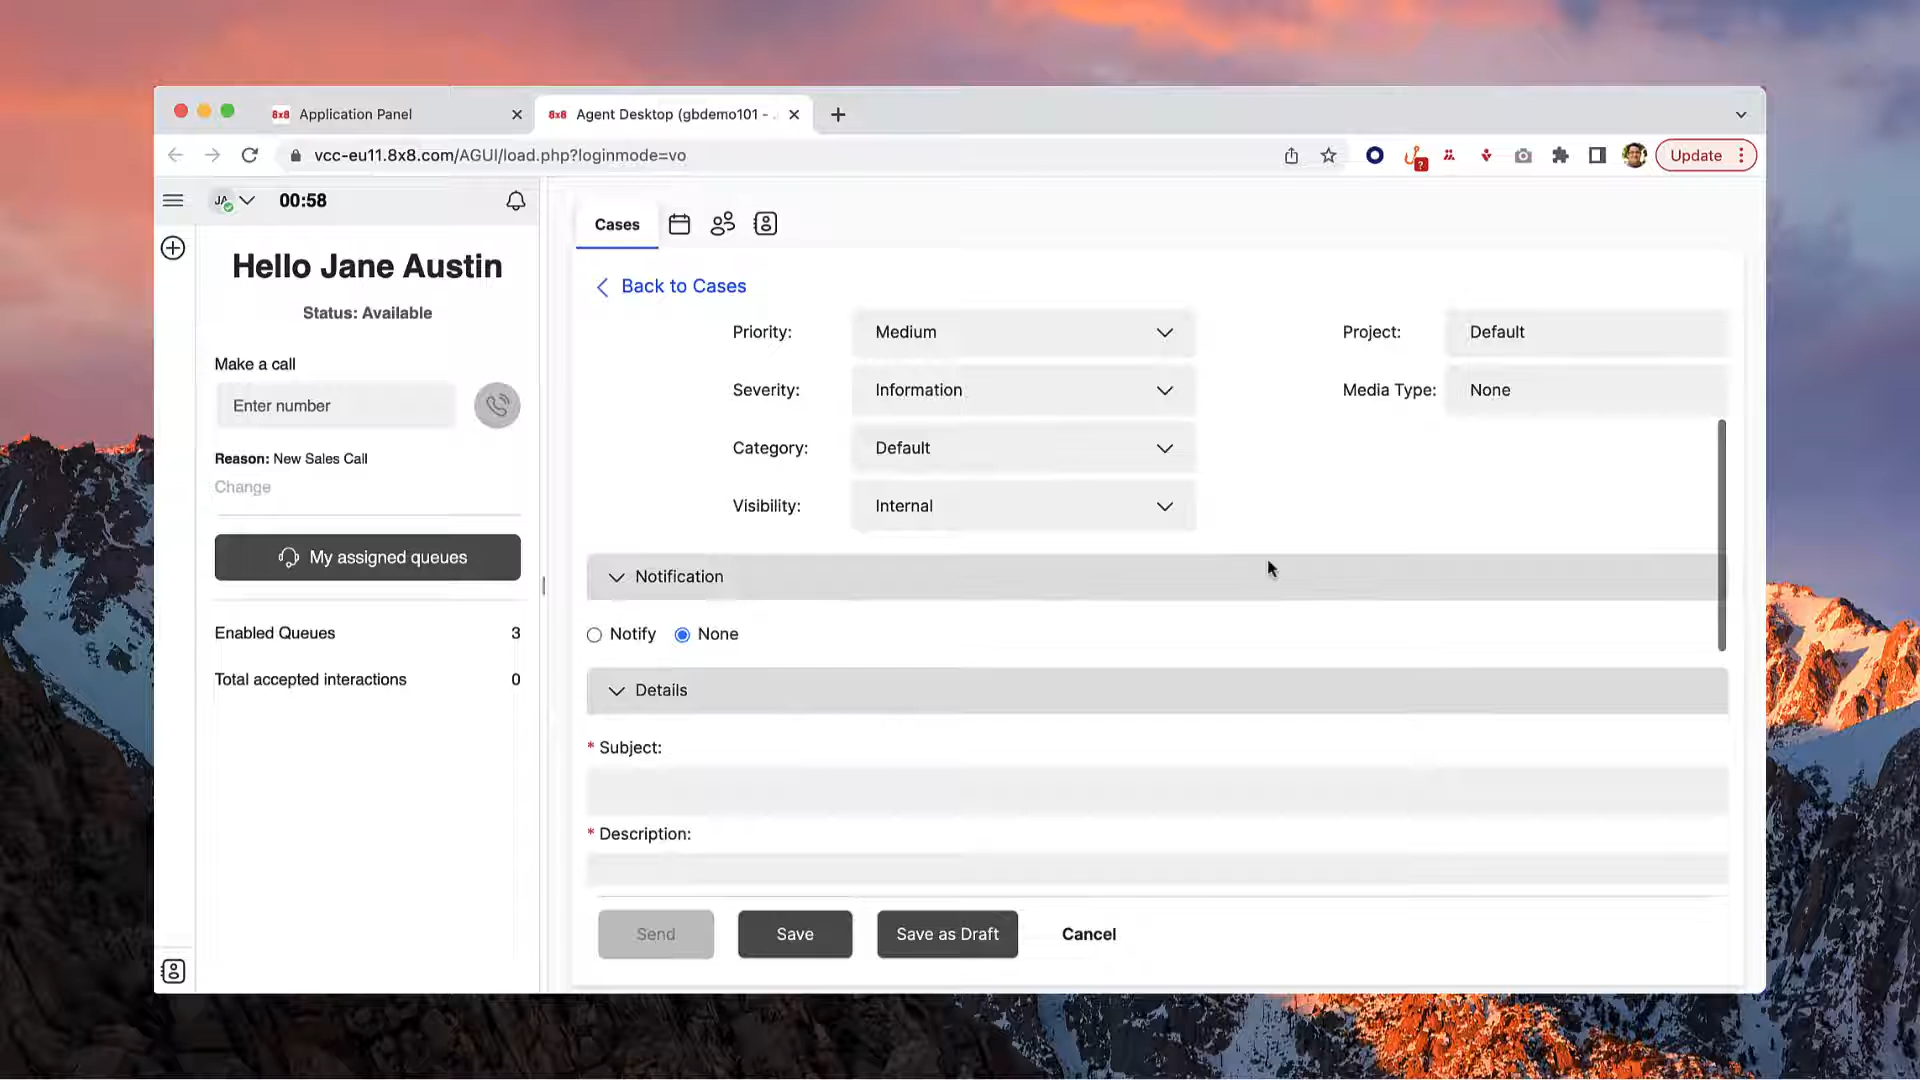 8x8 Application Panel
8x8 Agent Desktop (gbdemo101 -
vcc-eu11.8x8.com/AGUI/load.php?loginmode=vo
?
Update
JA
00:58
Hello Jane Austin
Status: Available
Make a call
Enter number
Reason: New Sales Call
Change
My assigned queues
Enabled Queues 3
Total accepted interactions 0
Cases
Back to Cases
Priority: Medium Project: Default
Severity: Information Media Type: None
Category: Default
Visibility: Internal
Notification
Notify None
Details
* Subject:
* Description:
Send Save Save as Draft Cancel